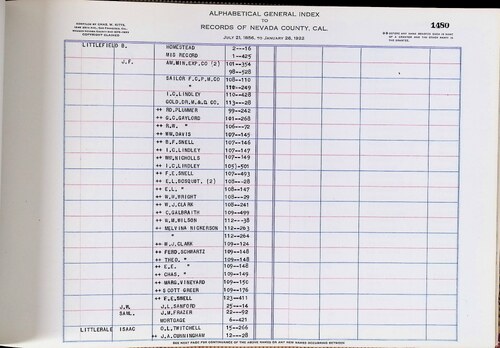 ALPHABETICAL GENERAL INDEX
TO
RECORDS OF NEVADA COUNTY, CAL.
JULY 21, 1856, TO JANUARY 28, 1932
1480
LITTLEFIELD B. HOMESTEAD 2--16
MIS RECORD 1--425
J.F. AM.MIN.EXP.CO (2) 101--354
98--528
SAILOR F.G.P.M.CO 108--110
" 110--249
I.C.LINDLEY 110--428
GOLD.DR.M.&.G. CO. 113--28
++ RD.PLUMMER 99--242
++ G.C.GAYLORD 101--268
++ R.W. " 106--72
++ WM.DAVIS 107--145
++ B.F.SNELL 107--146
++ I.C.LINDLEY 107--147
++ WM.NICHOLLS 107--149
++ I.C.LINDLEY 105--501
++ F.E.SNELL 107--493
++ E.L.BOSQUIT, (2) 108--28
++ E.L. " 108--147
++ N.H.WRIGHT 108--29
++ W.J.CLARK 108--241
++ C.GALBRAITH 109--499
++ N.M.WILSON 112--38
++ MELVINA NICKERSON 112--263
++ " 112--264
++ W.J.CLARK 109--124
++ FERD.SCHWARTZ 109--148
++ THEO. " 109--148
++ E.E. " 109--148
++ CHAS. " 109--149
++ MARG.VINEYARD 109--150
++ SCOTT GREER 109--176
++ F.E.SNELL 123--411
J.M. J.L.SANFORD 25--14
SAML. J.M.FRAZER 22--92
MORTGAGE 6--421
LITTLERALE ISAAC O.L.TWITCHELL 15--266
++ J.A.CUNNINGHAM 12--28